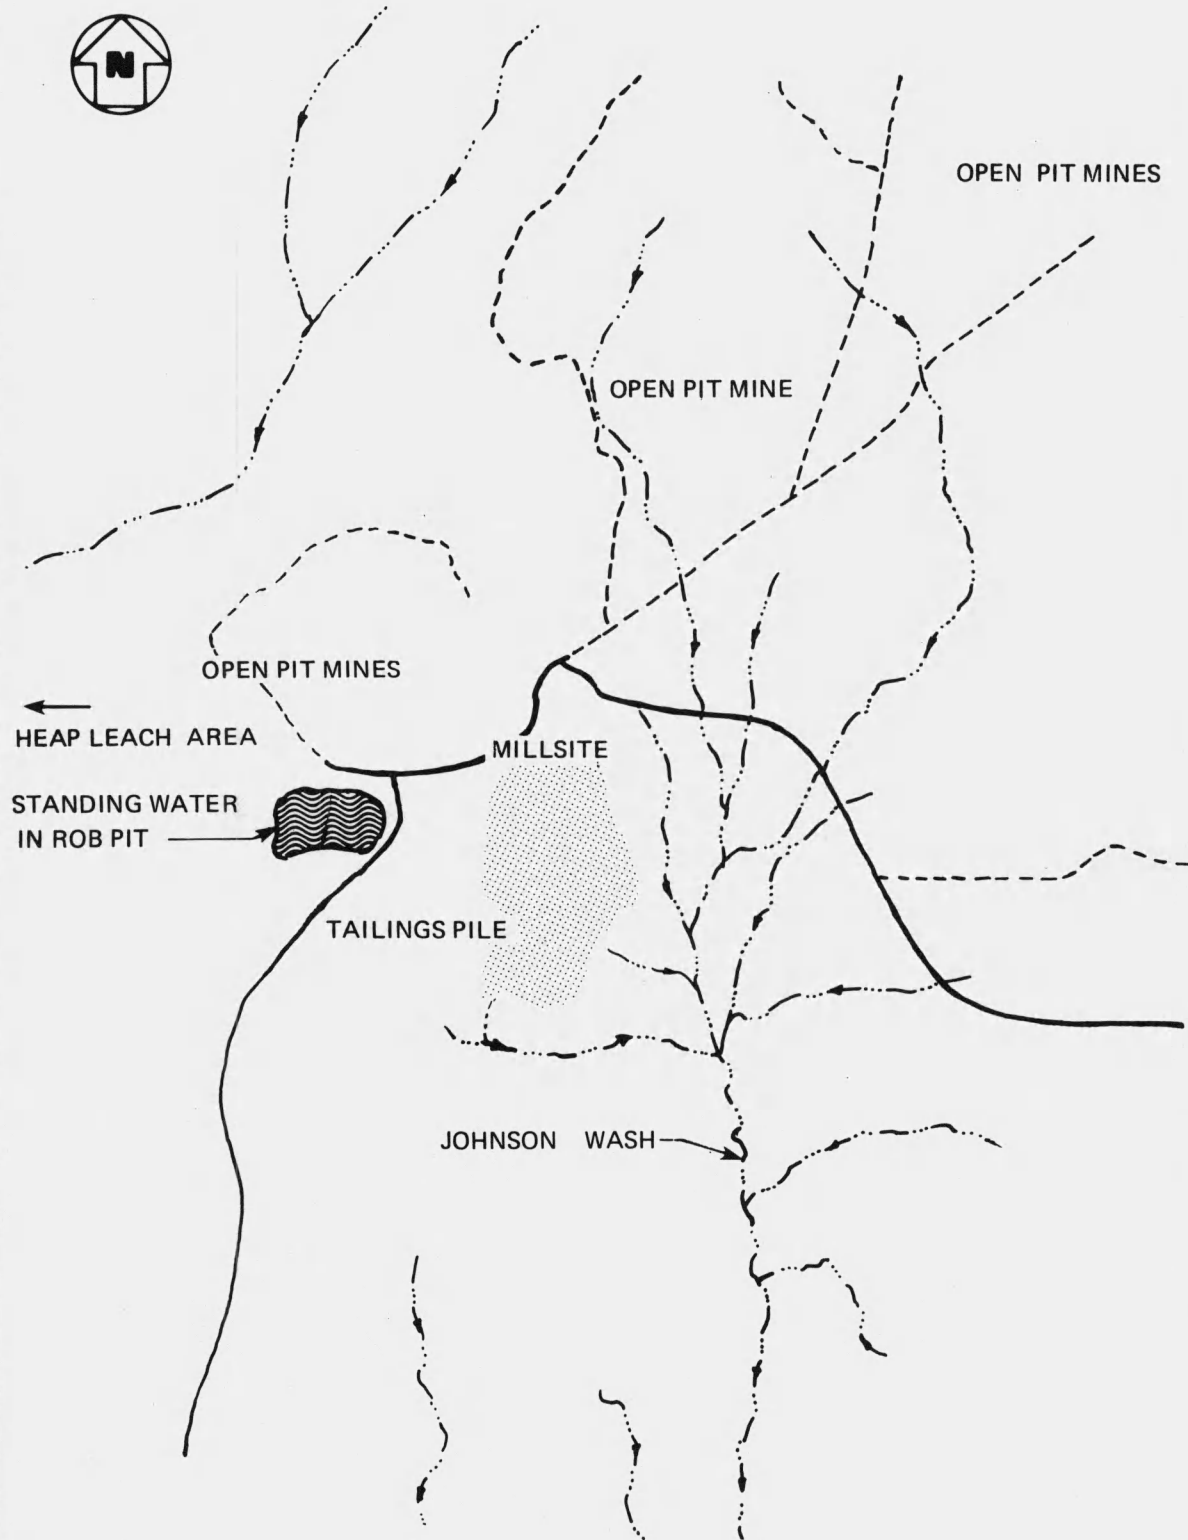 N
OPEN PIT MINES
OPEN PIT MINE
OPEN PIT MINES
HEAP LEACH AREA
MILLSITE
STANDING WATER
IN ROB PIT
TAILINGS PILE
JOHNSON WASH